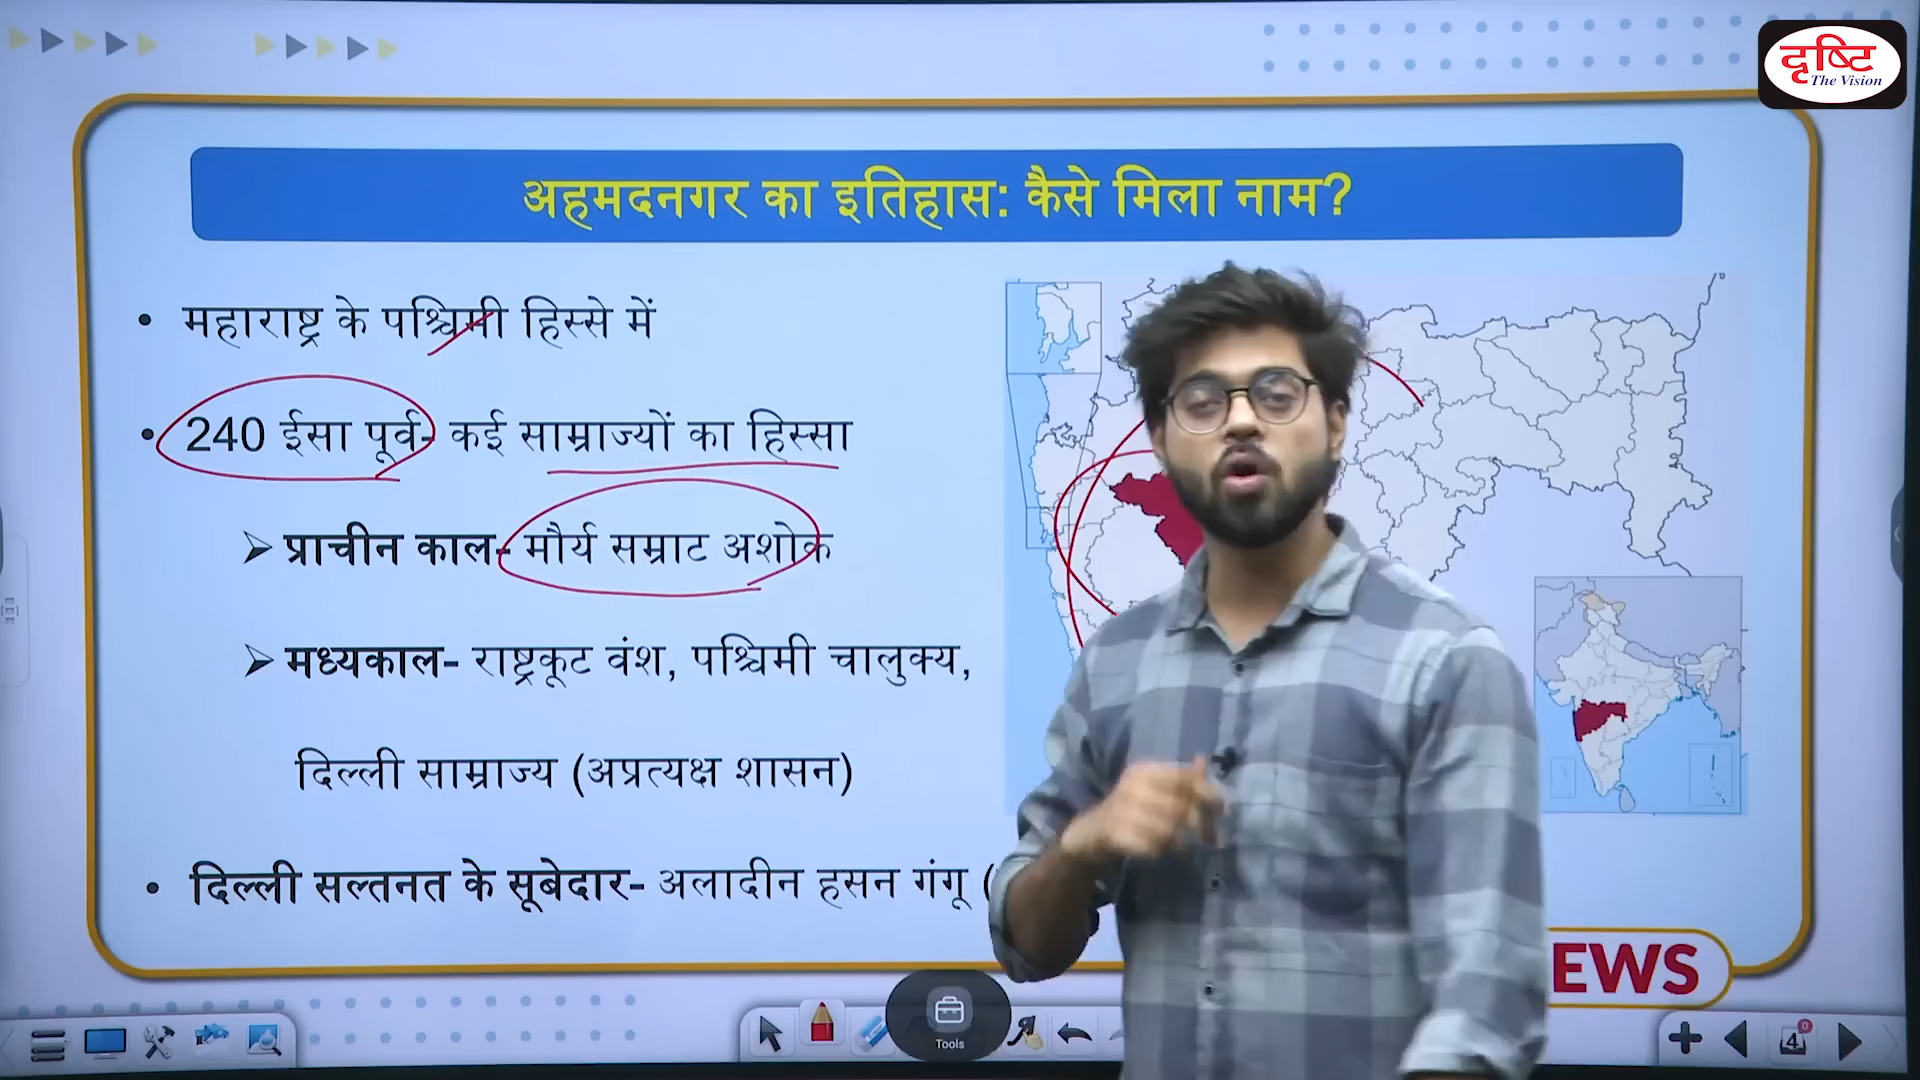 दृष्टि
The Vision
अहमदनगर का इतिहास: कैसे मिला नाम?
• महाराष्ट्र के पश्चिमी हिस्से में
• 240 ईसा पूर्व- कई साम्राज्यों का हिस्सा
➢ प्राचीन काल- मौर्य सम्राट अशोक
➢ मध्यकाल- राष्ट्रकूट वंश, पश्चिमी चालुक्य,
दिल्ली साम्राज्य (अप्रत्यक्ष शासन)
• दिल्ली सल्तनत के सूबेदार- अलादीन हसन गंगू (
EWS
Tools
4
0